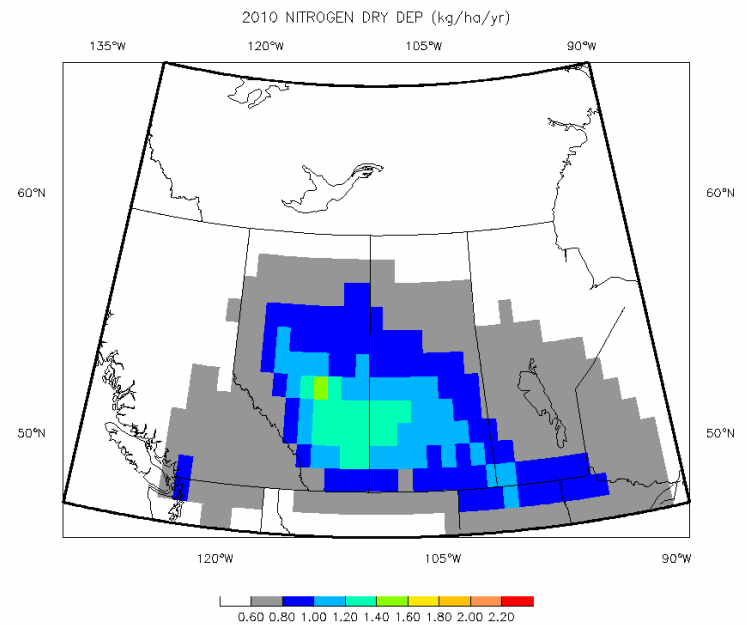 2010 NITROGEN DRY DEP (kg/ha/yr)
135°W 120°W 105°W 90°W
60°N 60°N
50°N 50°N
120°W 105°W 90°W
0.60 0.80 1.00 1.20 1.40 1.60 1.80 2.00 2.20